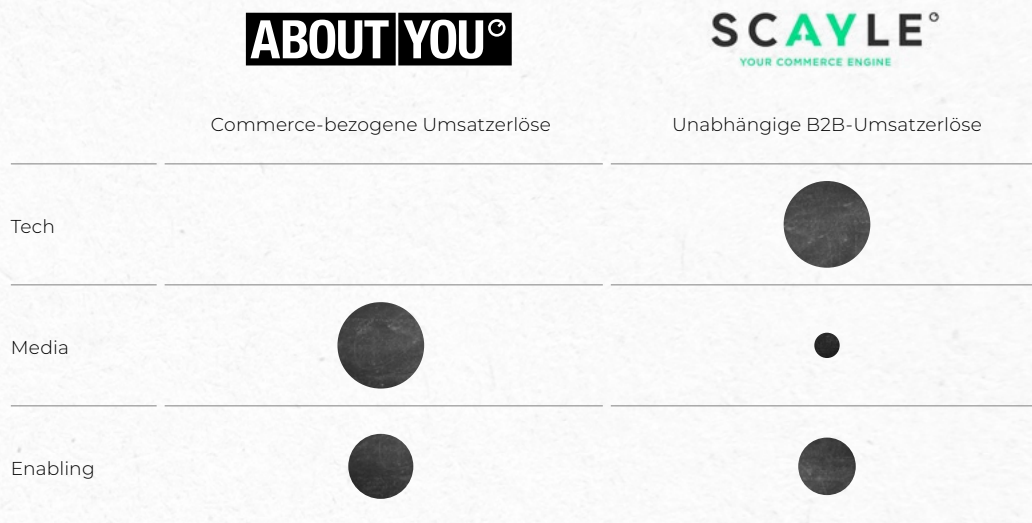 ABOUT YOU
SCAYLE
YOUR COMMERCE ENGINE
Commerce-bezogene Umsatzerlöse
Unabhängige B2B-Umsatzerlöse
Tech
Media
Enabling